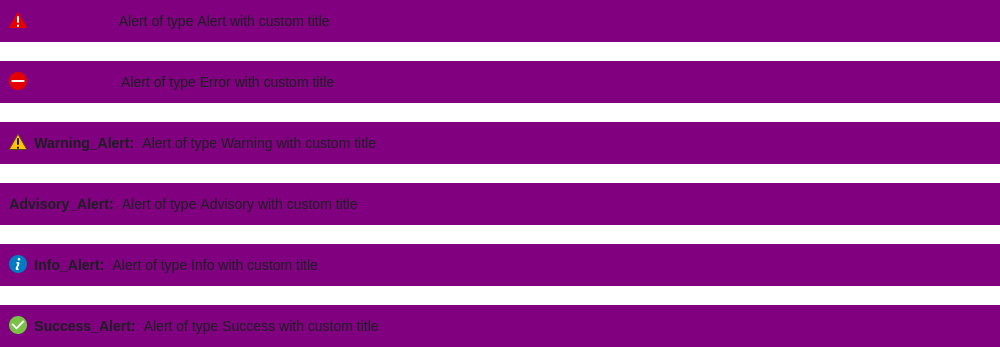 Alert of type Alert with custom title
Alert of type Error with custom title
Warning_Alert: Alert of type Warning with custom title
Advisory_Alert: Alert of type Advisory with custom title
Info_Alert: Alert of type Info with custom title
Success_Alert: Alert of type Success with custom title